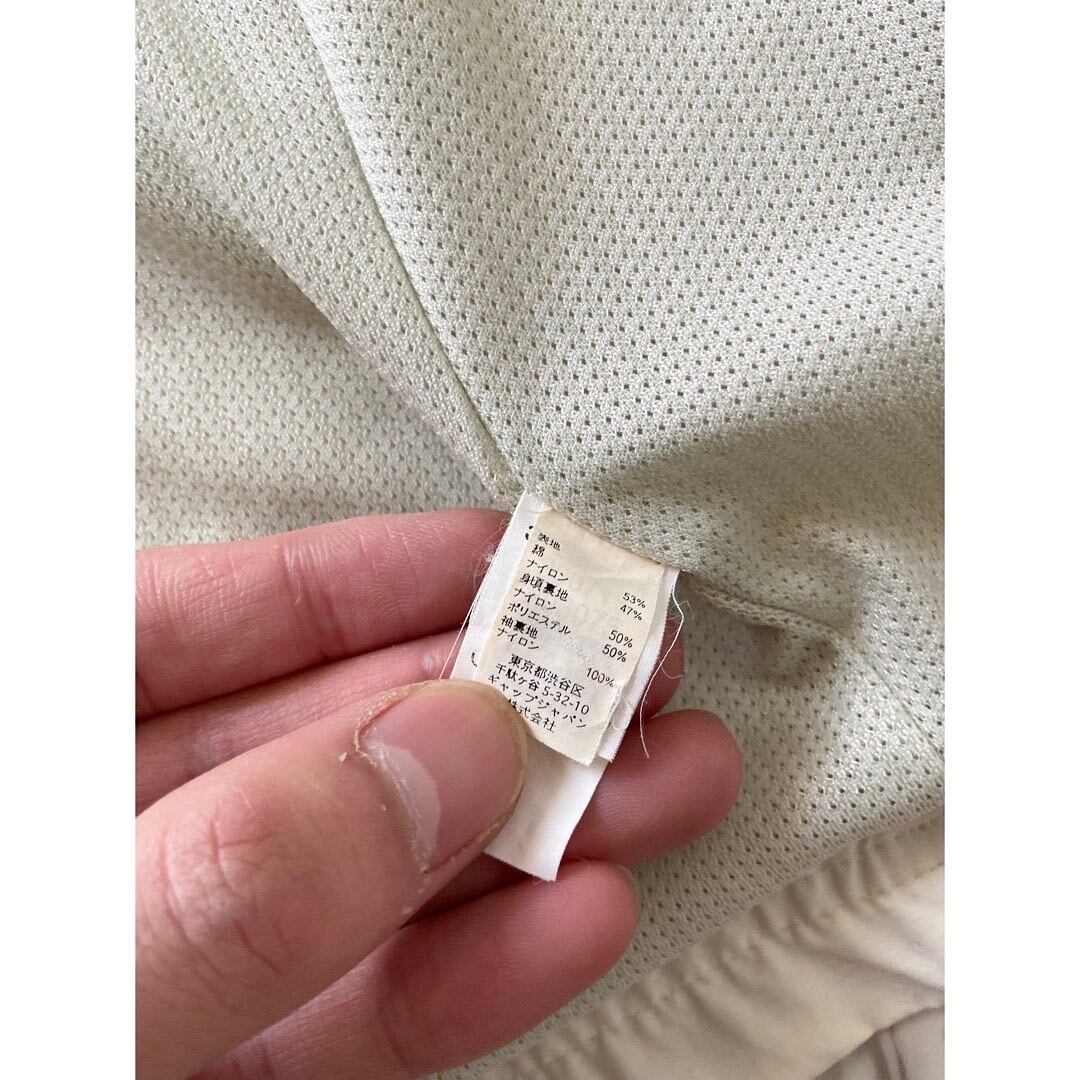 表地
綿 53%
ナイロン 47%
身頃裏地
ナイロン 50%
ポリエステル 50%
袖裏地
ナイロン 100%
東京都渋谷区
千駄ケ谷5-32-10
ギャップジャパン
株式会社